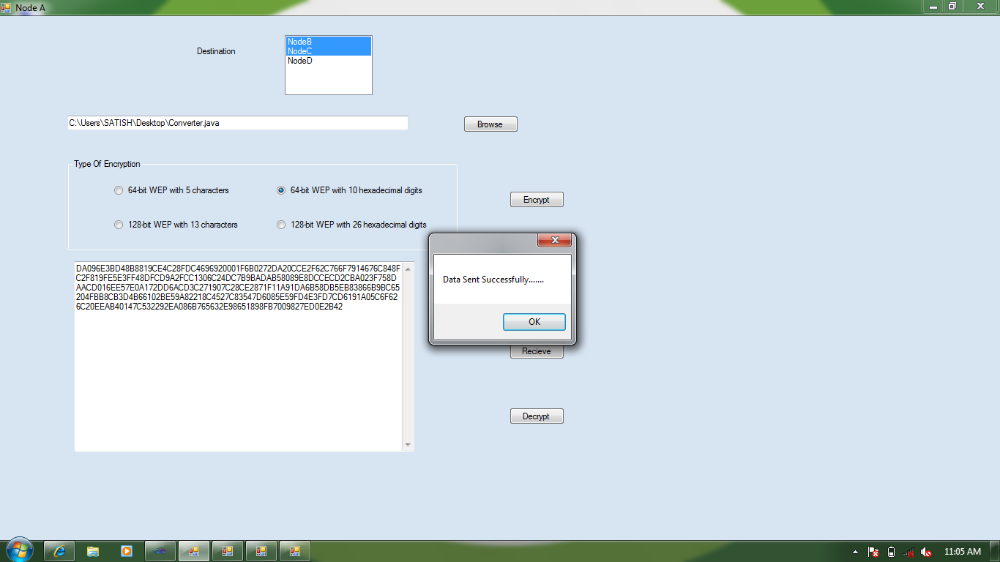 Node A
NodeB
Destination
NodeC
NodeD
C:\Users\SATISH\Desktop\Converter.java
Browse
Type Of Encryption
64-bit WEP with 5 characters
64-bit WEP with 10 hexadecimal digits
Encrypt
128-bit WEP with 13 characters
128-bit WEP with 26 hexadecimal digits
DA096E3BD48B8819CE4C28FDC4696920001F6B0272DA20CCE2F62C766F7914676C848F
C2F819FE5E3FF48DFCD9A2FCC1306C24DC7B9BADAB58089E8DCCECD2CBA023F758D
AACD016EE57E0A172DD6ACD3C271907C28CE2871F11A91DA6B58DB5EB83866B9BC65
204FBB8CB3D4B66102BE59A82218C4527C83547D6085E59FD4E3FD7CD6191A05C6F62
6C20EEAB40147C532292EA086B765632E98651898FB7009827ED0E2B42
Data Sent Successfully.......
OK
Recieve
Decrypt
11:05 AM